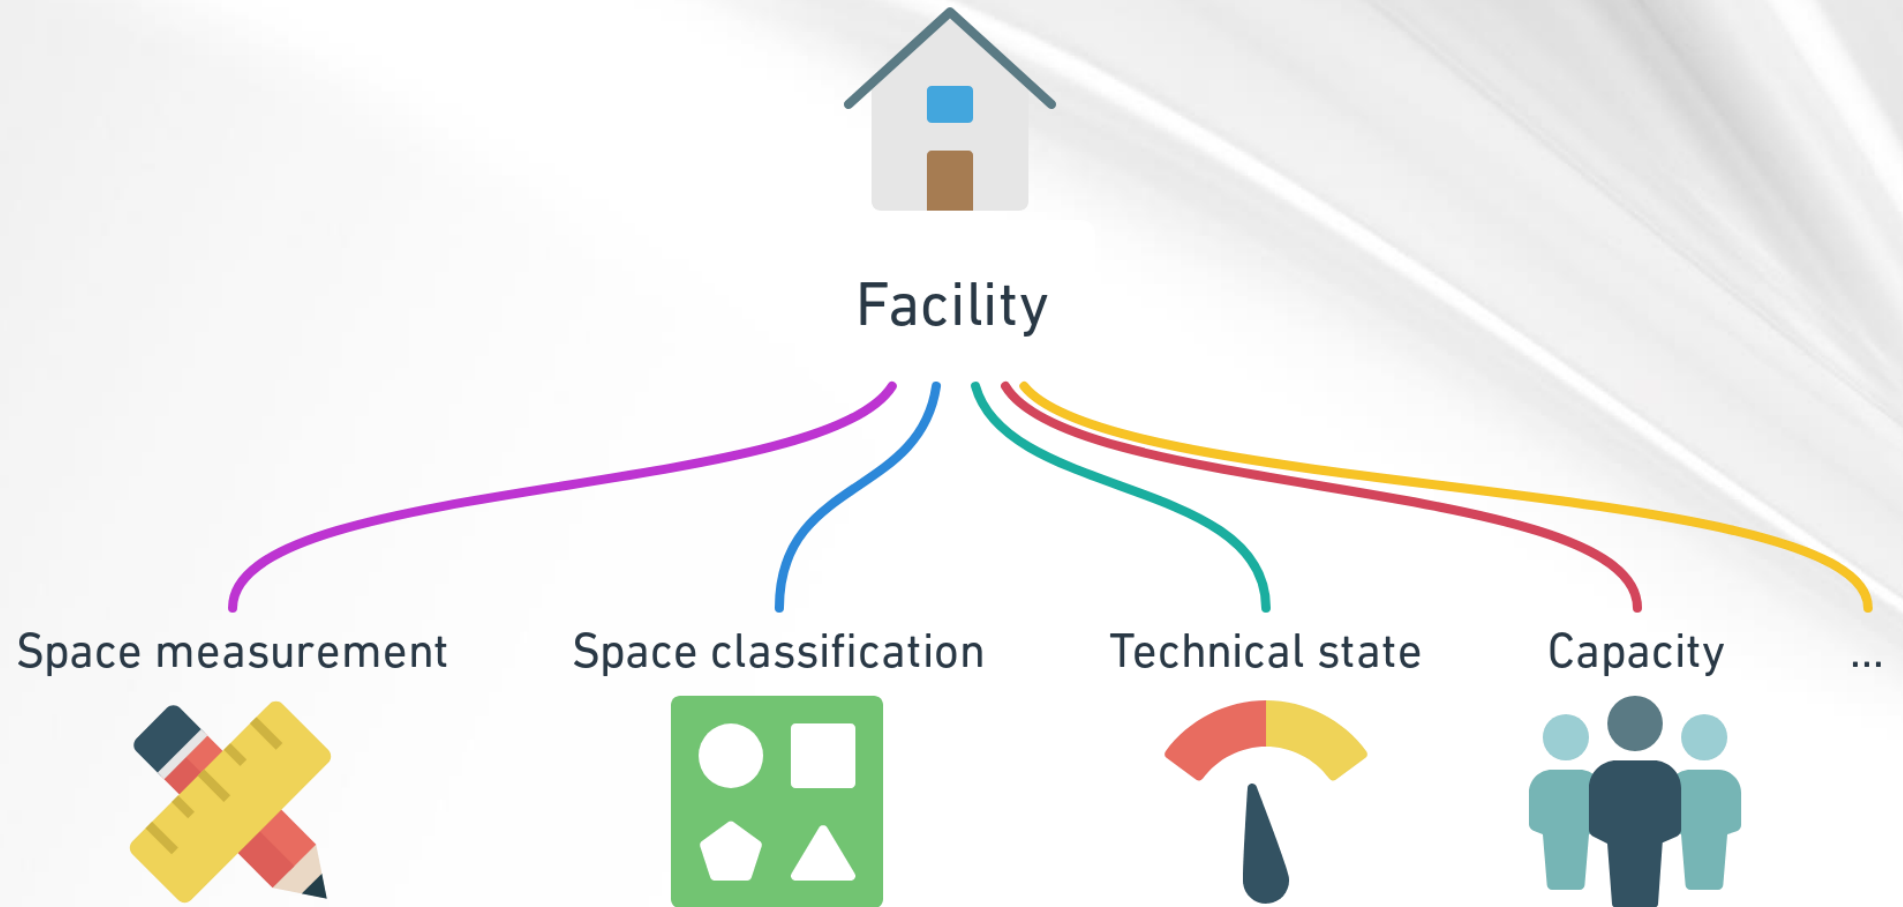 Facility
Space measurement
Space classification
Technical state
Capacity
...